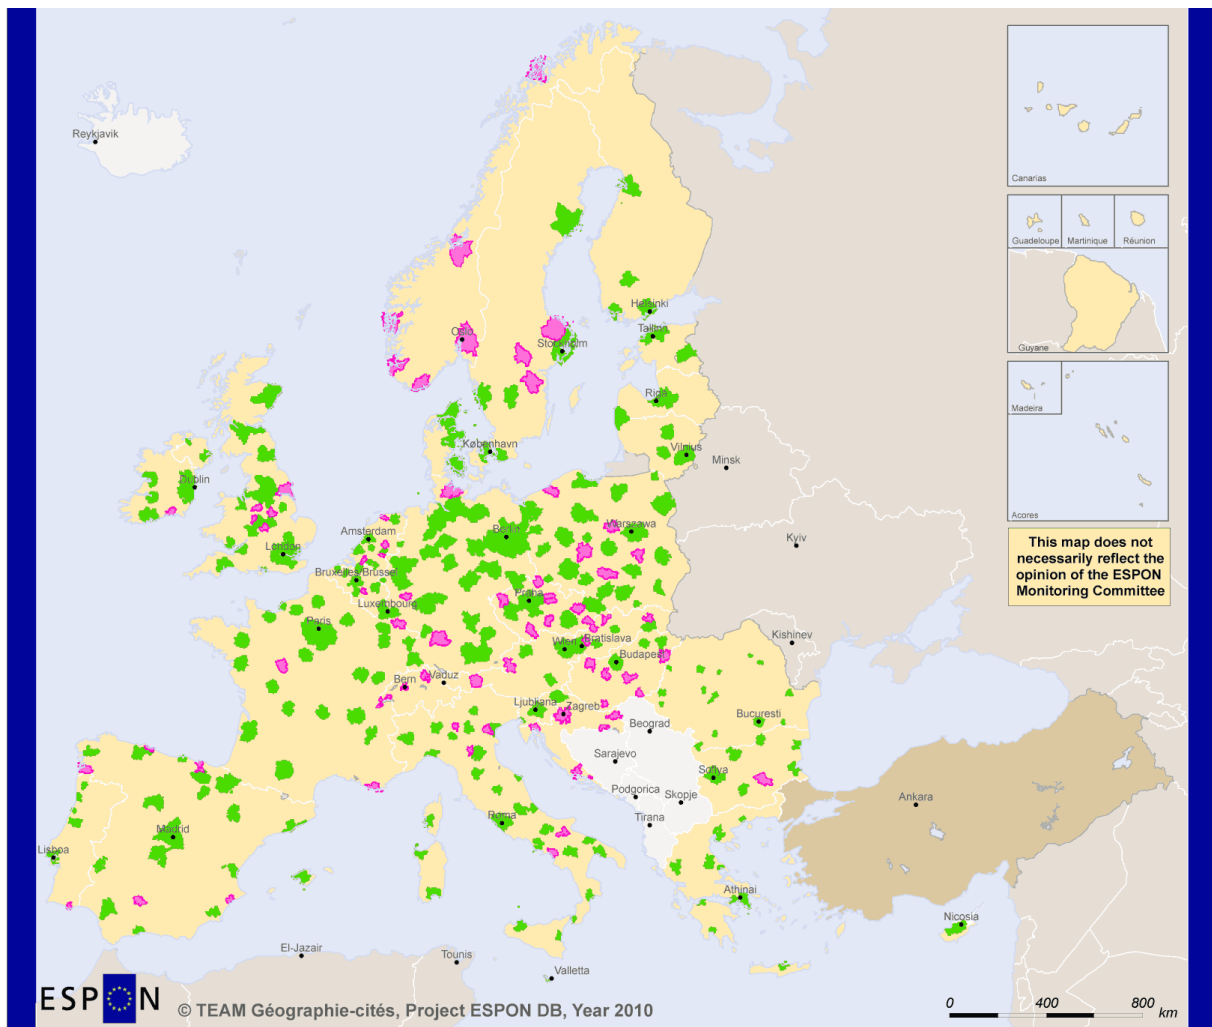 Reykjavik
Canarias
Guadeloupe
Martinique
Réunion
Guyane
Madeira
Acores
This map does not
necessarily reflect the
opinion of the ESPON
Monitoring Committee
Oslo
Helsinki
Tallinn
Stockholm
Riga
København
Vilnius
Minsk
Dublin
Amsterdam
Berlin
Warszawa
London
Kyiv
Bruxelles Brussel
Luxembourg
Praha
Paris
Wien
Bratislava
Kishinev
Budapest
Bern
Vaduz
Ljubljana
Zagreb
Bucuresti
Beograd
Sarajevo
Sofiya
Podgorica
Skopje
Ankara
Roma
Tirana
Madrid
Lisboa
Athinai
Nicosia
El-Jazair
Tounis
Valletta
ESPON
© TEAM Géographie-cités, Project ESPON DB, Year 2010
0 400 800
km